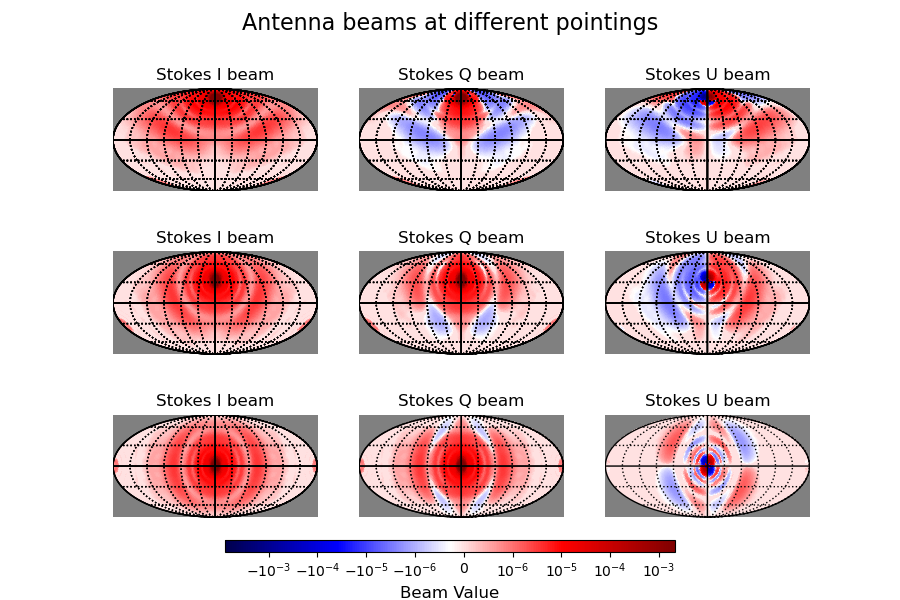 Antenna beams at different pointings
Stokes I beam Stokes Q beam Stokes U beam
Stokes I beam Stokes Q beam Stokes U beam
Stokes I beam Stokes Q beam Stokes U beam
−10⁻³ −10⁻⁴ −10⁻⁵ −10⁻⁶ 0 10⁻⁶ 10⁻⁵ 10⁻⁴ 10⁻³
Beam Value